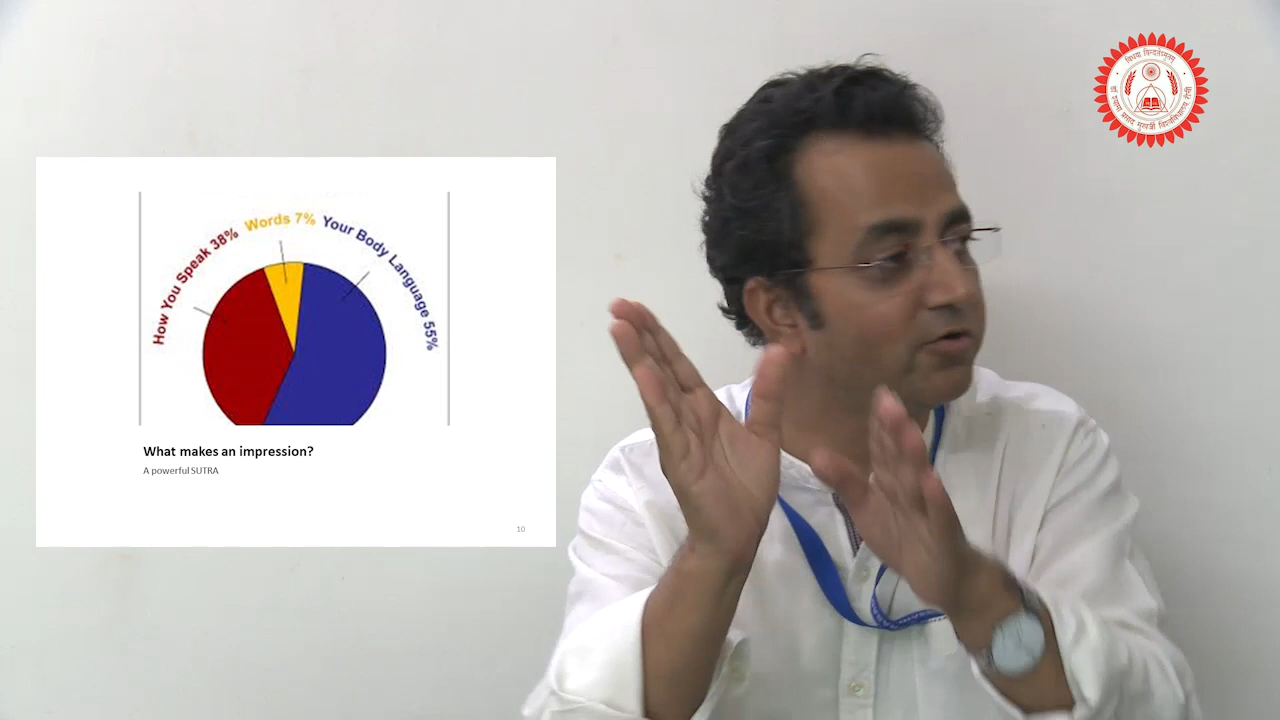 How You Speak 38%
Words 7%
Your Body Language 55%
What makes an impression?
A powerful SUTRA
10